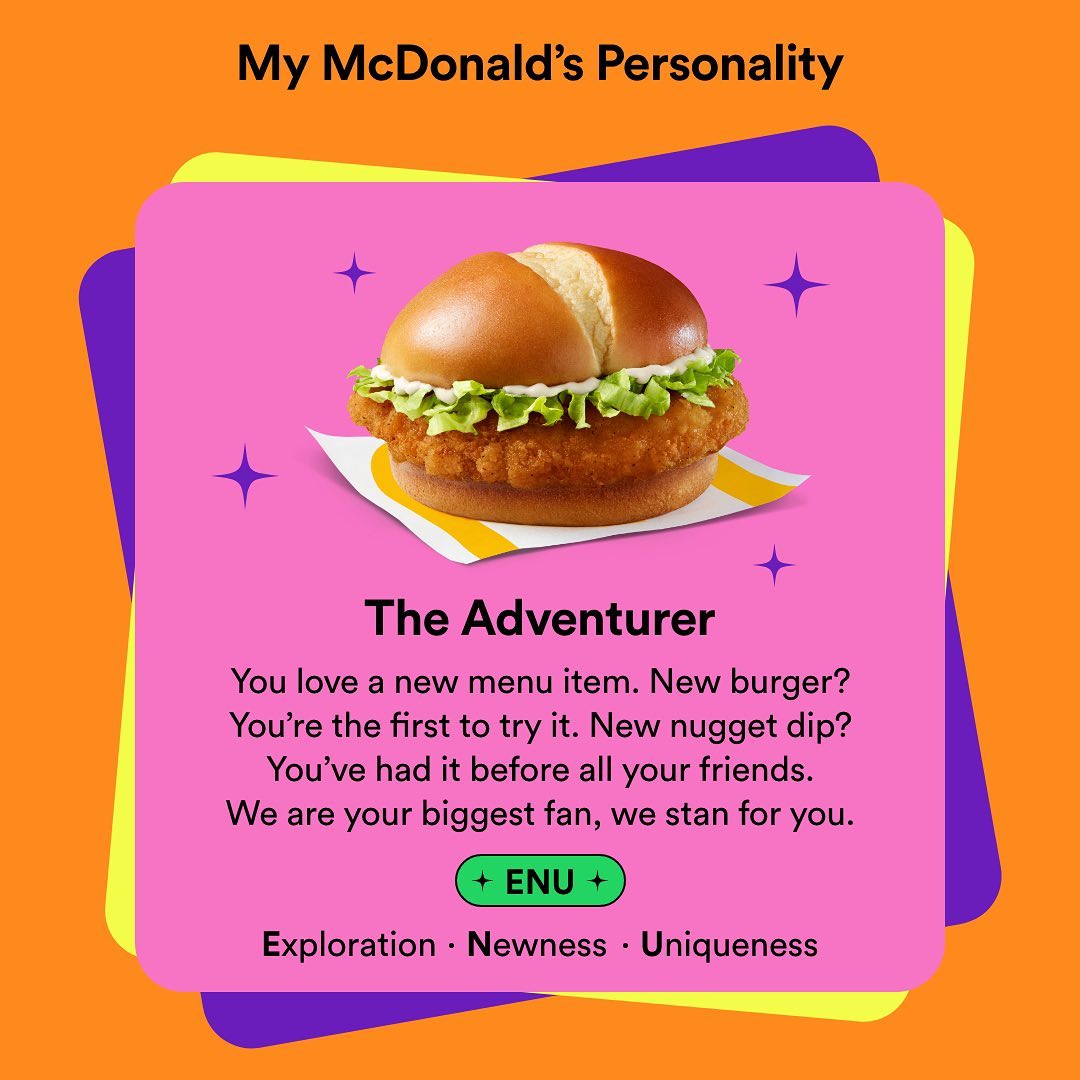 My McDonald’s Personality
The Adventurer
You love a new menu item. New burger?
You’re the first to try it. New nugget dip?
You’ve had it before all your friends.
We are your biggest fan, we stan for you.
ENU
Exploration · Newness · Uniqueness